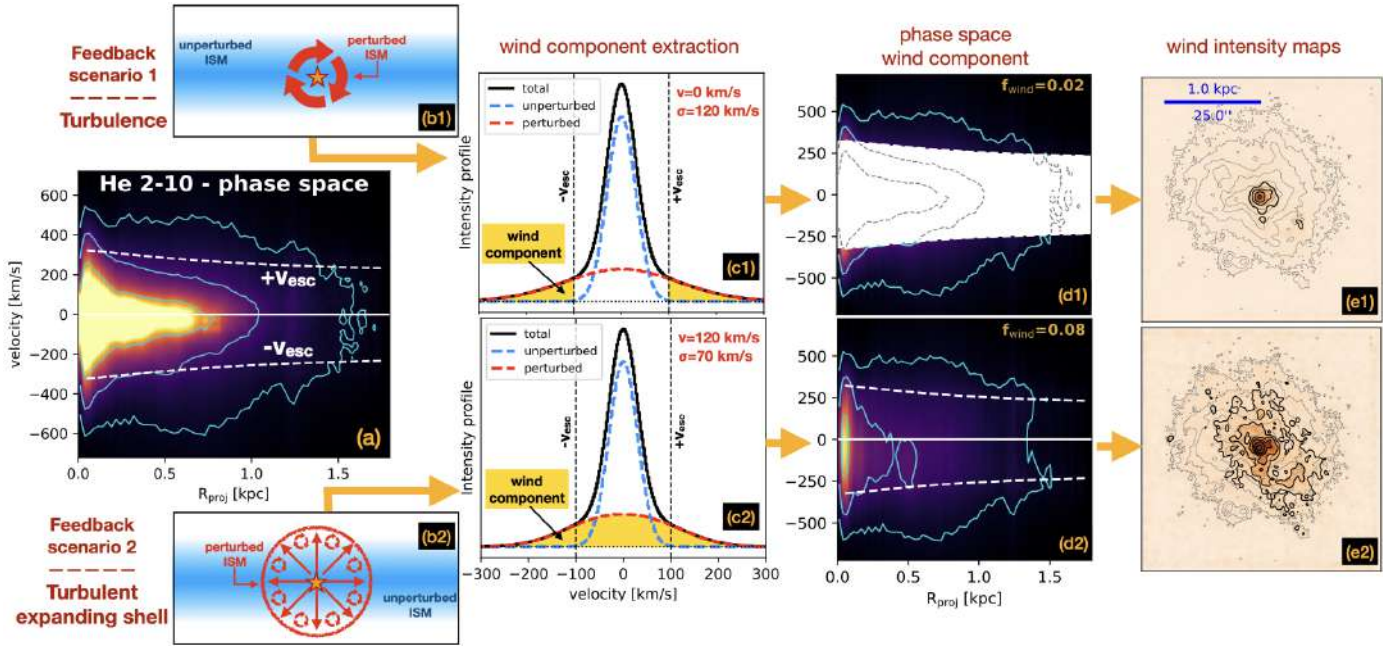 Feedback
scenario 1
Turbulence
unperturbed
ISM
perturbed
ISM
(b1)
He 2-10 - phase space
600
400
200
0
−200
−400
−600
velocity [km/s]
+vesc
-vesc
(a)
0.0
0.5
1.0
1.5
Rproj [kpc]
Feedback
scenario 2
Turbulent
expanding shell
perturbed
ISM
unperturbed
ISM
(b2)
wind component extraction
total
unperturbed
perturbed
v=0 km/s
σ=120 km/s
-vesc
+vesc
wind
component
(c1)
Intensity profile
total
unperturbed
perturbed
v=120 km/s
σ=70 km/s
-vesc
+vesc
wind
component
(c2)
Intensity profile
−300
−200
−100
0
100
200
300
velocity [km/s]
phase space
wind component
fwind=0.02
500
250
0
−250
−500
(d1)
fwind=0.08
500
250
0
−250
−500
(d2)
0.0
0.5
1.0
1.5
Rproj [kpc]
wind intensity maps
1.0 kpc
25.0''
(e1)
(e2)